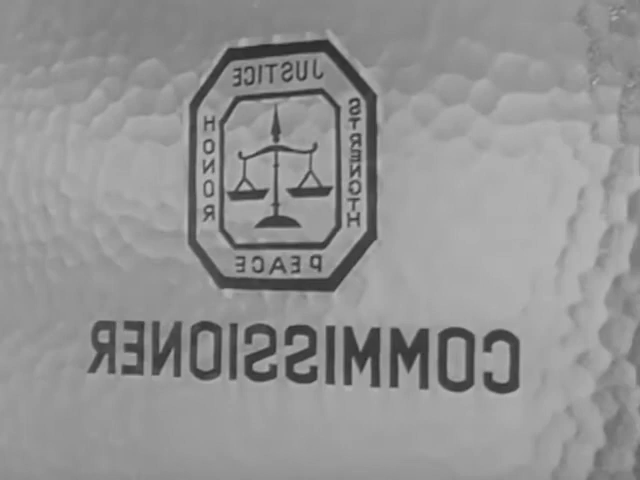 JUSTICE
STRENGTH
HONOR
PEACE
COMMISSIONER